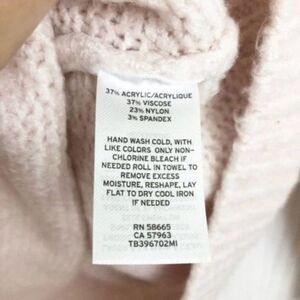 37% ACRYLIC/ACRYLIQUE
37% VISCOSE
23% NYLON
3% SPANDEX
HAND WASH COLD, WITH
LIKE COLORS ONLY NON-
CHLORINE BLEACH IF
NEEDED ROLL IN TOWEL TO
REMOVE EXCESS
MOISTURE, RESHAPE, LAY
FLAT TO DRY COOL IRON
IF NEEDED
RN 58665
CA 57963
TB396702MI